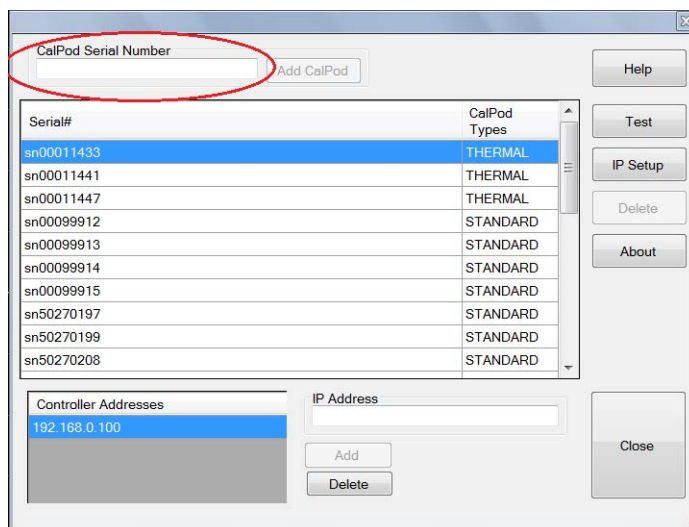 CalPod Serial Number
Add CalPod
Help
Serial# CalPod Types
Test
sn00011433 THERMAL
sn00011441 THERMAL
IP Setup
sn00011447 THERMAL
sn00099912 STANDARD
Delete
sn00099913 STANDARD
sn00099914 STANDARD
About
sn00099915 STANDARD
sn50270197 STANDARD
sn50270199 STANDARD
sn50270208 STANDARD
Controller Addresses
192.168.0.100
IP Address
Add
Delete
Close